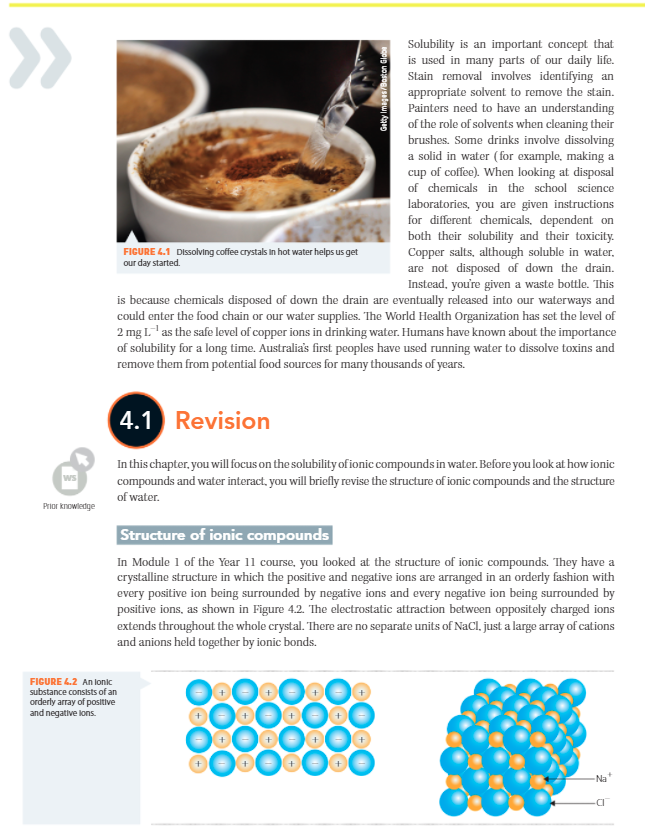 Getty Images/Boston Globe
FIGURE 4.1 Dissolving coffee crystals in hot water helps us get
our day started.
Solubility is an important concept that
is used in many parts of our daily life.
Stain removal involves identifying an
appropriate solvent to remove the stain.
Painters need to have an understanding
of the role of solvents when cleaning their
brushes. Some drinks involve dissolving
a solid in water (for example, making a
cup of coffee). When looking at disposal
of chemicals in the school science
laboratories, you are given instructions
for different chemicals, dependent on
both their solubility and their toxicity.
Copper salts, although soluble in water,
are not disposed of down the drain.
Instead, you're given a waste bottle. This
is because chemicals disposed of down the drain are eventually released into our waterways and
could enter the food chain or our water supplies. The World Health Organization has set the level of
2 mg L⁻¹ as the safe level of copper ions in drinking water. Humans have known about the importance
of solubility for a long time. Australia's first peoples have used running water to dissolve toxins and
remove them from potential food sources for many thousands of years.
4.1 Revision
WS
Prior knowledge
In this chapter, you will focus on the solubility of ionic compounds in water. Before you look at how ionic
compounds and water interact, you will briefly revise the structure of ionic compounds and the structure
of water.
Structure of ionic compounds
In Module 1 of the Year 11 course, you looked at the structure of ionic compounds. They have a
crystalline structure in which the positive and negative ions are arranged in an orderly fashion with
every positive ion being surrounded by negative ions and every negative ion being surrounded by
positive ions, as shown in Figure 4.2. The electrostatic attraction between oppositely charged ions
extends throughout the whole crystal. There are no separate units of NaCl, just a large array of cations
and anions held together by ionic bonds.
FIGURE 4.2 An ionic
substance consists of an
orderly array of positive
and negative ions.
− + − + − + − +
+ − + − + − + −
− + − + − + − +
+ − + − + − + −
Na⁺
Cl⁻